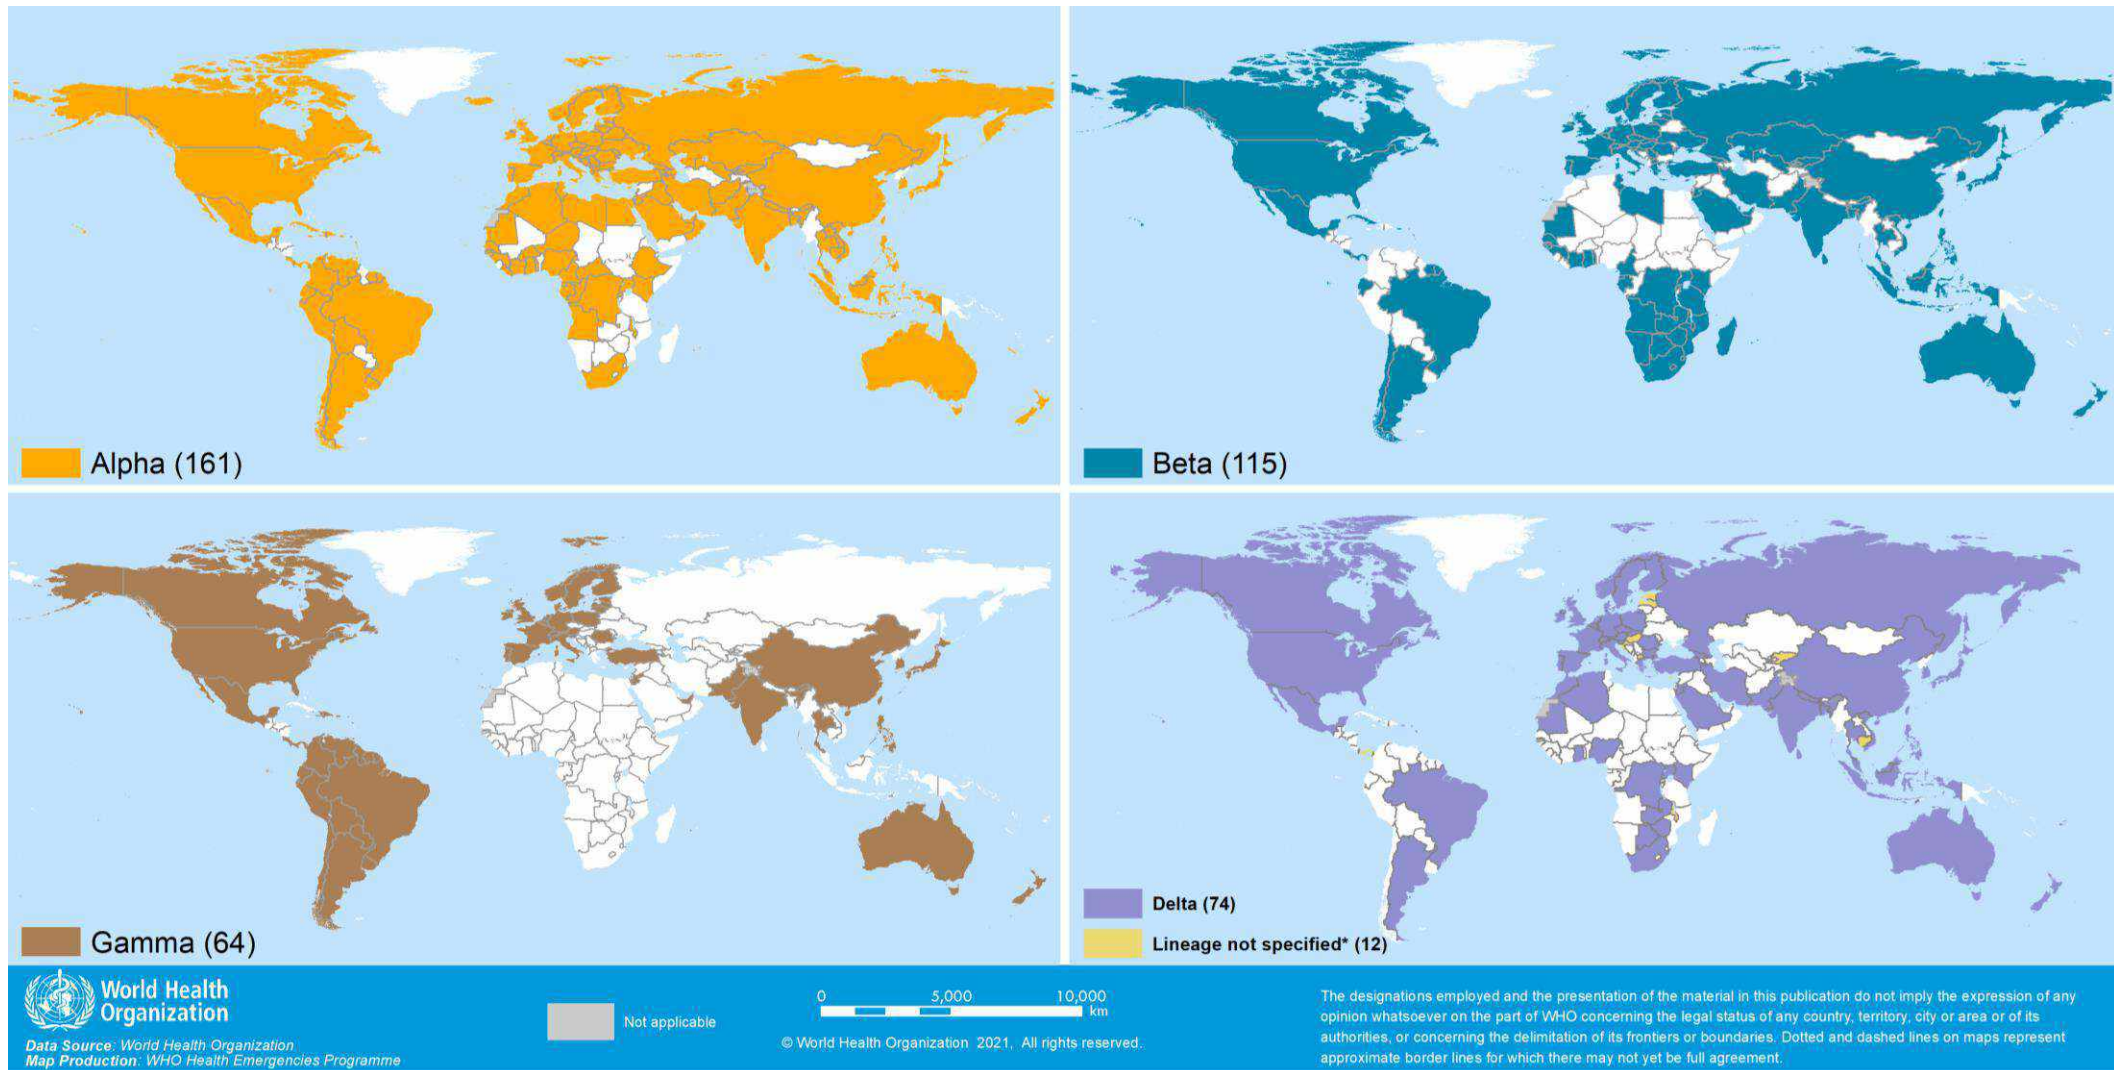 Alpha (161)
Beta (115)
Gamma (64)
Delta (74)
Lineage not specified* (12)
World Health
Organization
Data Source: World Health Organization
Map Production: WHO Health Emergencies Programme
Not applicable
0 5,000 10,000
km
© World Health Organization 2021, All rights reserved.
The designations employed and the presentation of the material in this publication do not imply the expression of any
opinion whatsoever on the part of WHO concerning the legal status of any country, territory, city or area or of its
authorities, or concerning the delimitation of its frontiers or boundaries. Dotted and dashed lines on maps represent
approximate border lines for which there may not yet be full agreement.